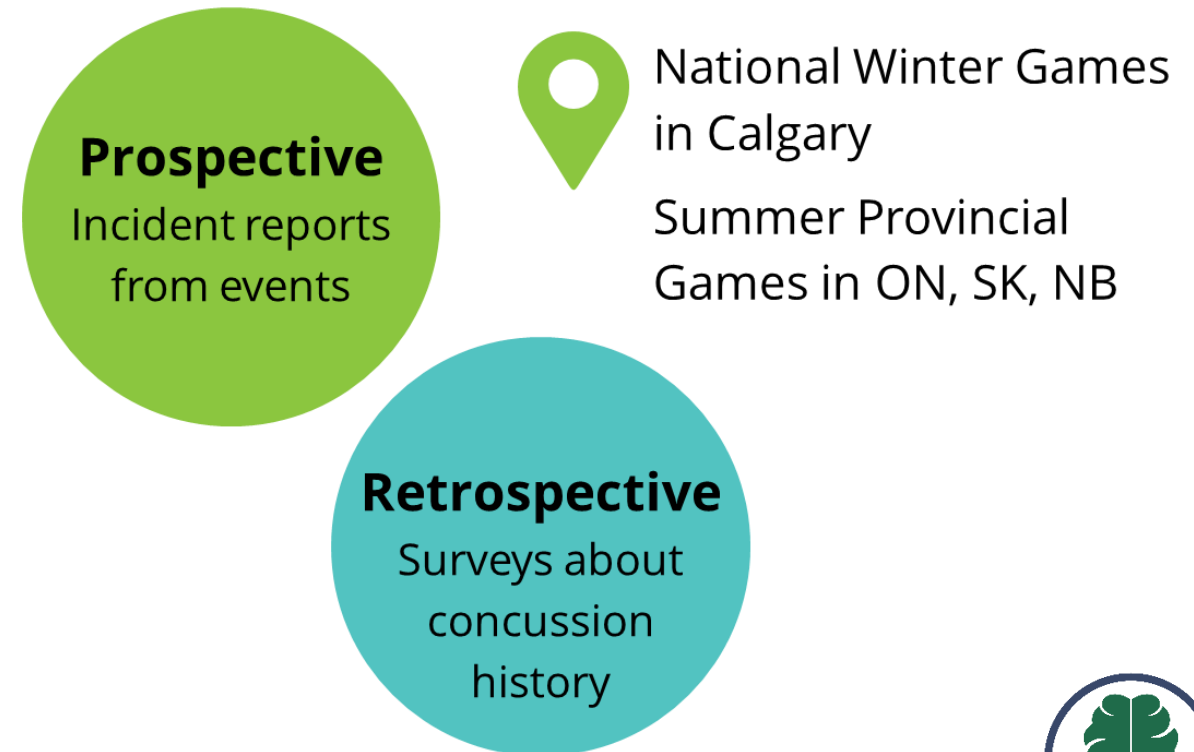 Prospective
Incident reports
from events
National Winter Games
in Calgary
Summer Provincial
Games in ON, SK, NB
Retrospective
Surveys about
concussion
history